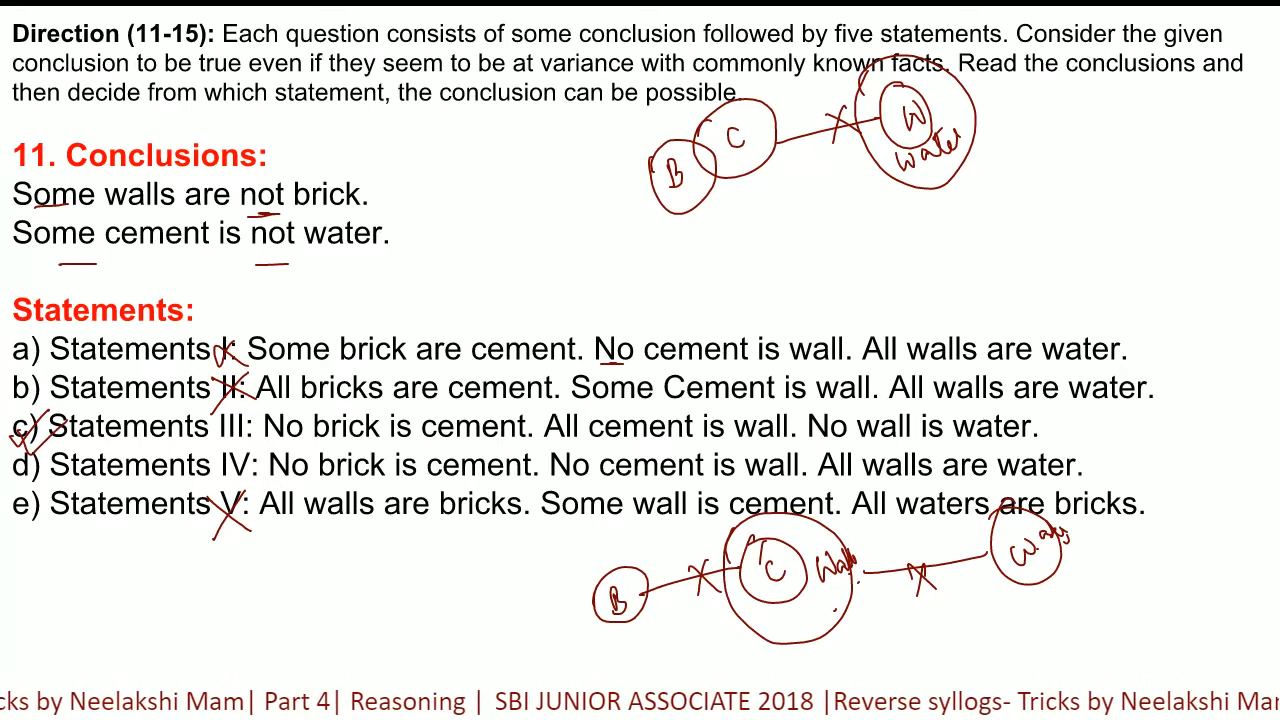 Direction (11-15): Each question consists of some conclusion followed by five statements. Consider the given
conclusion to be true even if they seem to be at variance with commonly known facts. Read the conclusions and
then decide from which statement, the conclusion can be possible.
B C W
water
11. Conclusions:
Some walls are not brick.
Some cement is not water.
Statements:
a) Statements I: Some brick are cement. No cement is wall. All walls are water.
b) Statements II: All bricks are cement. Some Cement is wall. All walls are water.
c) Statements III: No brick is cement. All cement is wall. No wall is water.
d) Statements IV: No brick is cement. No cement is wall. All walls are water.
e) Statements V: All walls are bricks. Some wall is cement. All waters are bricks.
B C
cks by Neelakshi Mam| Part 4| Reasoning | SBI JUNIOR ASSOCIATE 2018 |Reverse syllogs- Tricks by Neelakshi Mam